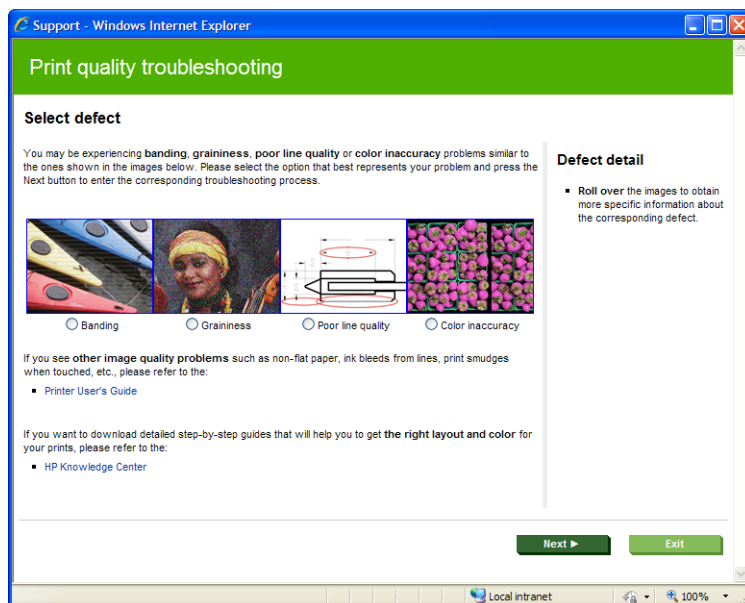 Support - Windows Internet Explorer
Print quality troubleshooting
Select defect
You may be experiencing banding, graininess, poor line quality or color inaccuracy problems similar to
the ones shown in the images below. Please select the option that best represents your problem and press the
Next button to enter the corresponding troubleshooting process.
Defect detail
Roll over the images to obtain
more specific information about
the corresponding defect.
Banding
Graininess
Poor line quality
Color inaccuracy
If you see other image quality problems such as non-flat paper, ink bleeds from lines, print smudges
when touched, etc., please refer to the:
Printer User's Guide
If you want to download detailed step-by-step guides that will help you to get the right layout and color for
your prints, please refer to the:
HP Knowledge Center
Next
Exit
Local intranet
100%